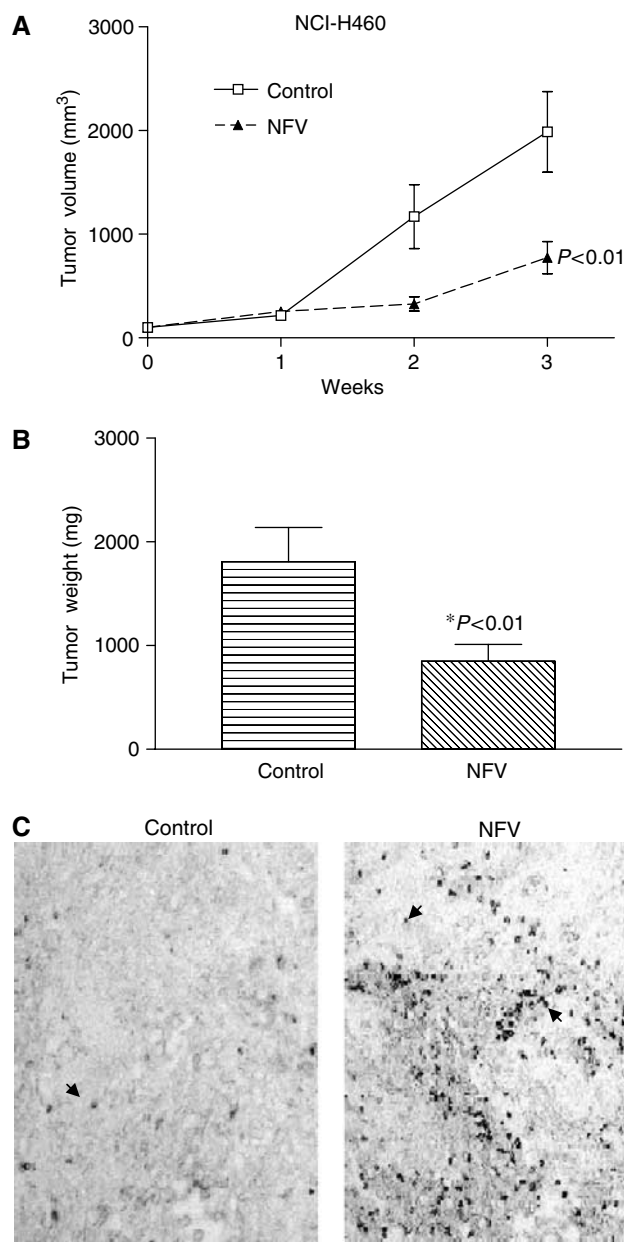 A
NCI-H460
3000
2000
1000
0
Tumor volume (mm³)
Control
NFV
P<0.01
0 1 2 3
Weeks
B
3000
2000
1000
0
Tumor weight (mg)
*P<0.01
Control NFV
C
Control NFV